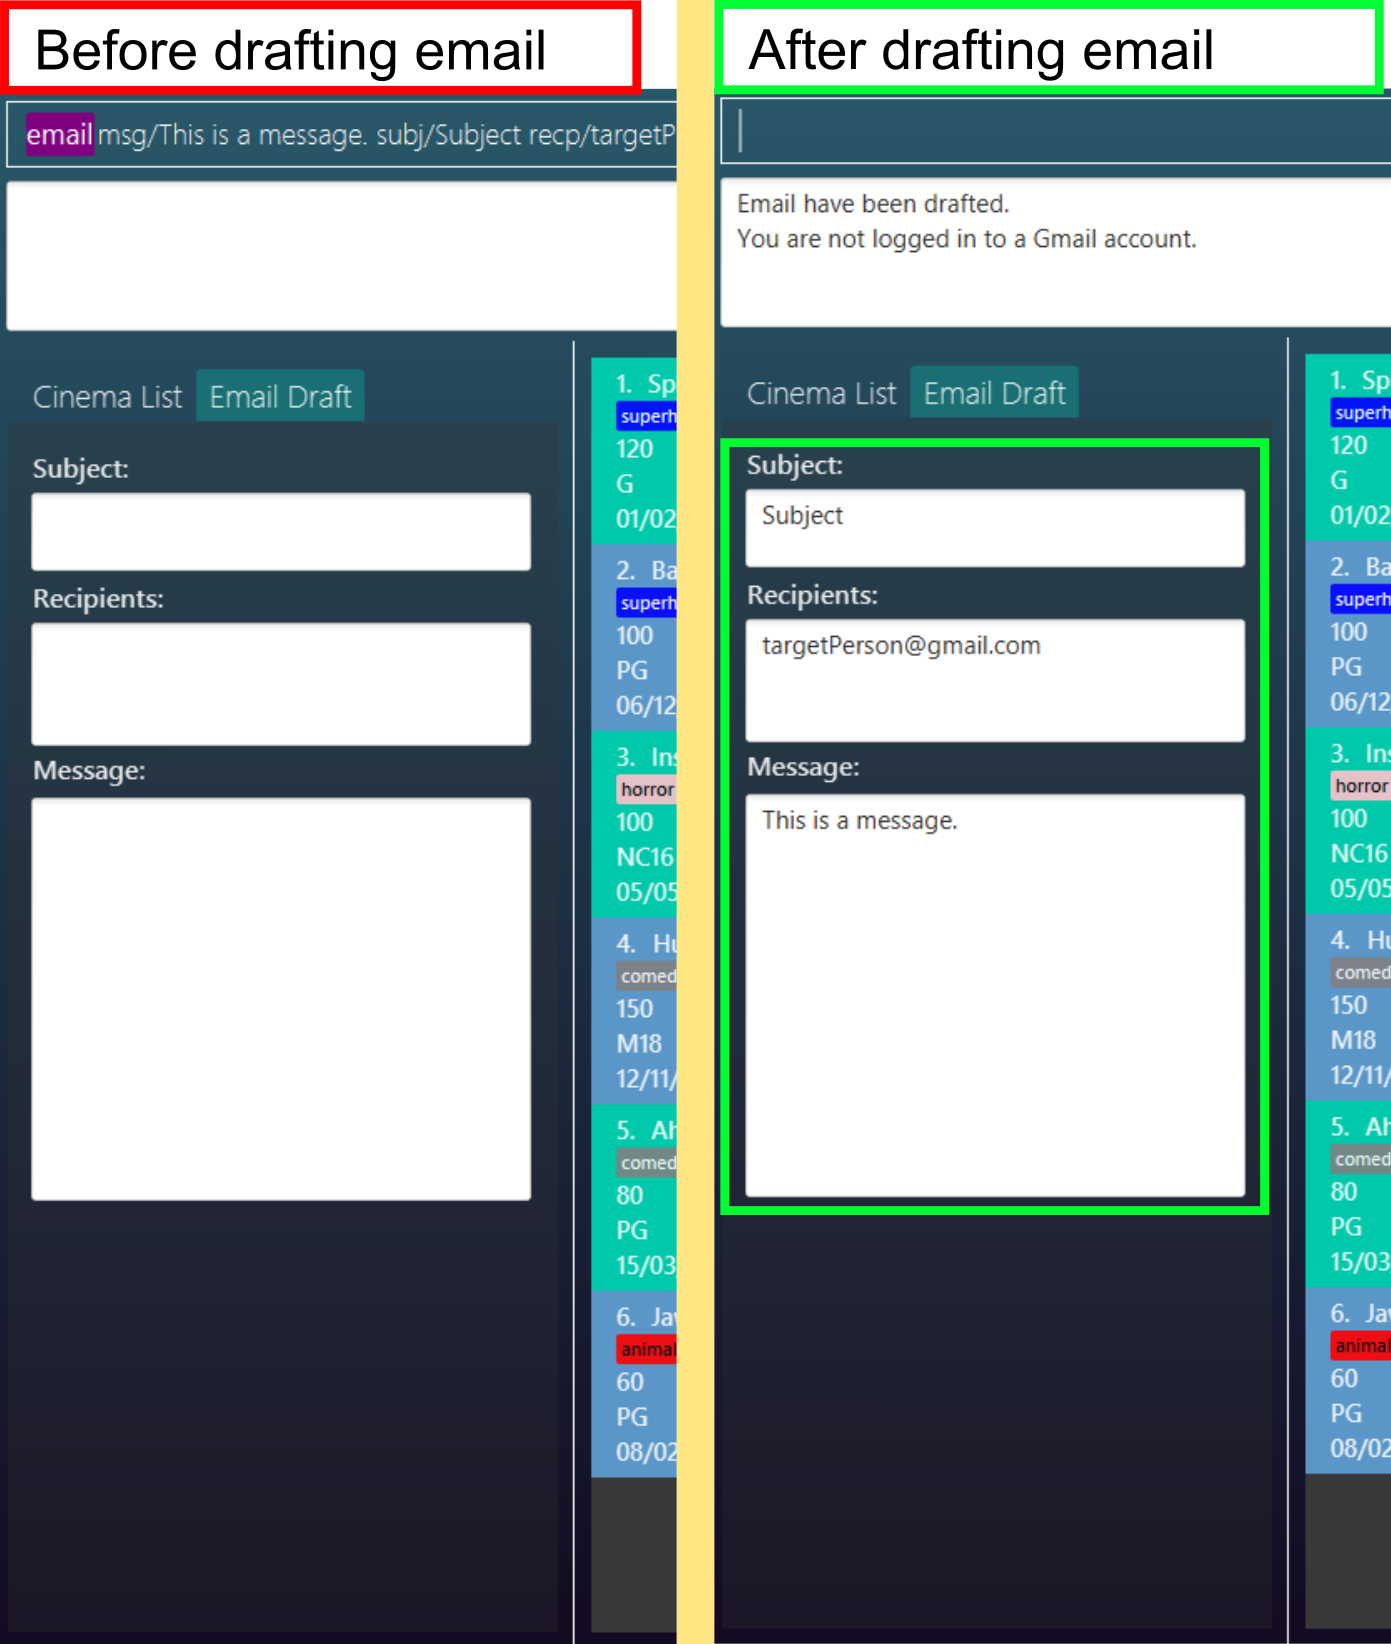 Before drafting email
email msg/This is a message. subj/Subject recp/targetP
Cinema List Email Draft
Subject:
Recipients:
Message:
1. Sp
superh
120
G
01/02
2. Ba
superh
100
PG
06/12
3. Ins
horror
100
NC16
05/05
4. Hu
comed
150
M18
12/11/
5. Ah
comed
80
PG
15/03
6. Jav
animal
60
PG
08/02
After drafting email
Email have been drafted.
You are not logged in to a Gmail account.
Cinema List Email Draft
Subject:
Subject
Recipients:
targetPerson@gmail.com
Message:
This is a message.
1. Sp
superh
120
G
01/02
2. Ba
superh
100
PG
06/12
3. Ins
horror
100
NC16
05/05
4. Hu
comed
150
M18
12/11/
5. Ah
comed
80
PG
15/03
6. Jav
animal
60
PG
08/02